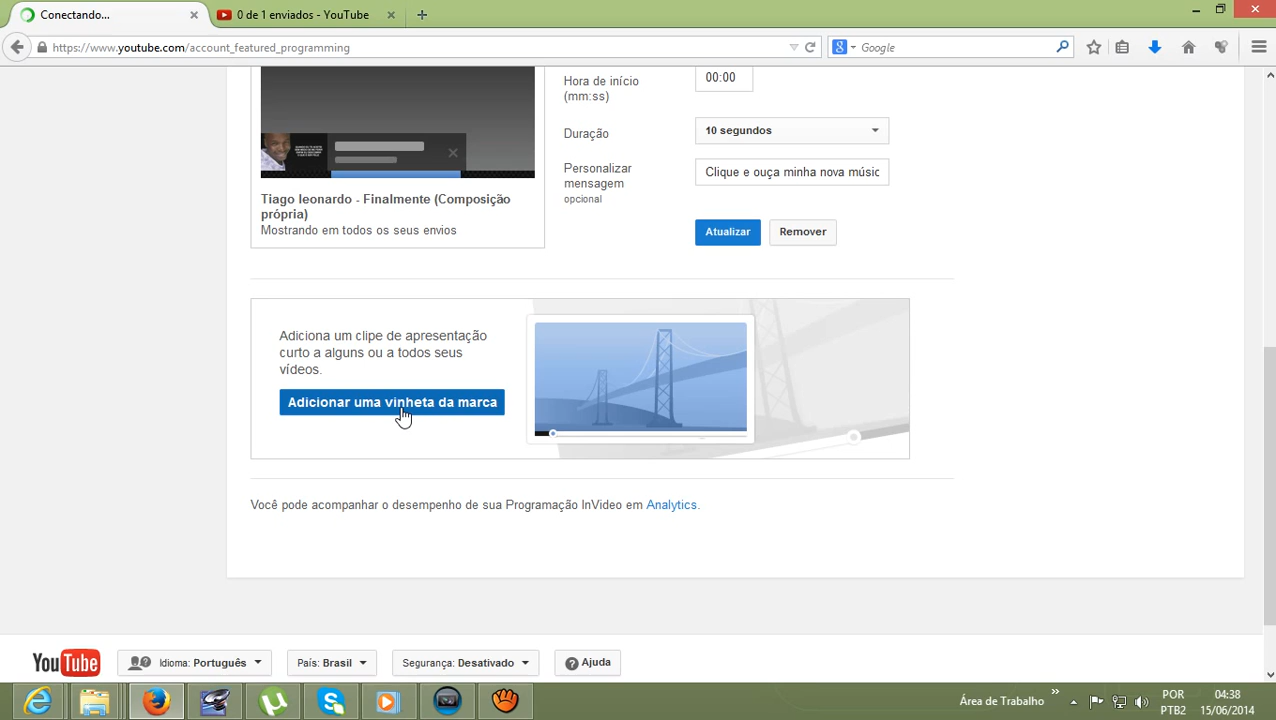 Conectando...
0 de 1 enviados - YouTube
https://www.youtube.com/account_featured_programming
Google
Hora de início
(mm:ss)
00:00
Duração
10 segundos
Personalizar
mensagem
opcional
Clique e ouça minha nova músic
Tiago leonardo - Finalmente (Composição
própria)
Mostrando em todos os seus envios
Atualizar
Remover
Adiciona um clipe de apresentação
curto a alguns ou a todos seus
vídeos.
Adicionar uma vinheta da marca
Você pode acompanhar o desempenho de sua Programação InVideo em Analytics.
YouTube
Idioma: Português
País: Brasil
Segurança: Desativado
Ajuda
Área de Trabalho
POR
PTB2
04:38
15/06/2014